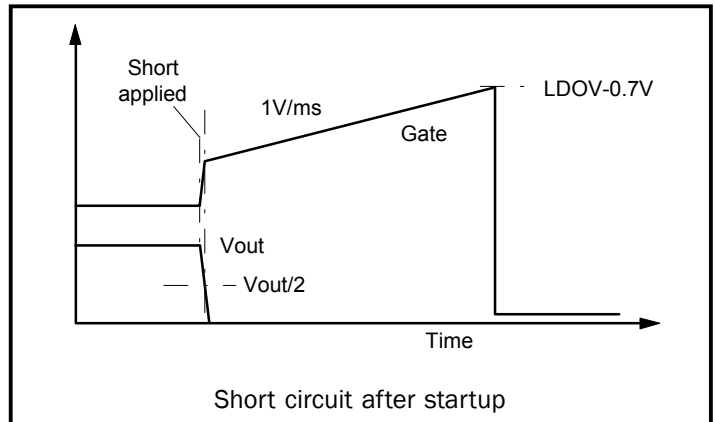 Short
applied
1V/ms
LDOV-0.7V
Gate
Vout
Vout/2
Time
Short circuit after startup